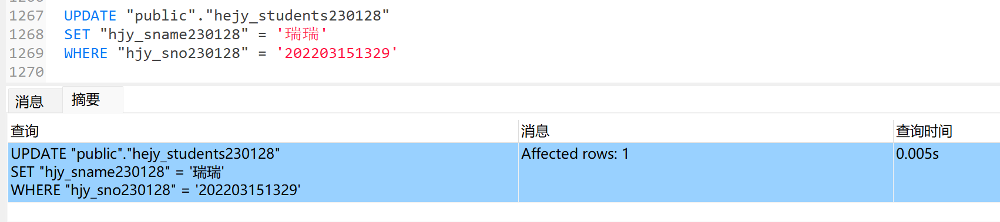 1267 UPDATE "public"."hejy_students230128"
1268 SET "hjy_sname230128" = '瑞瑞'
1269 WHERE "hjy_sno230128" = '202203151329'
1270
消息 摘要
查询 消息 查询时间
UPDATE "public"."hejy_students230128" Affected rows: 1 0.005s
SET "hjy_sname230128" = '瑞瑞'
WHERE "hjy_sno230128" = '202203151329'